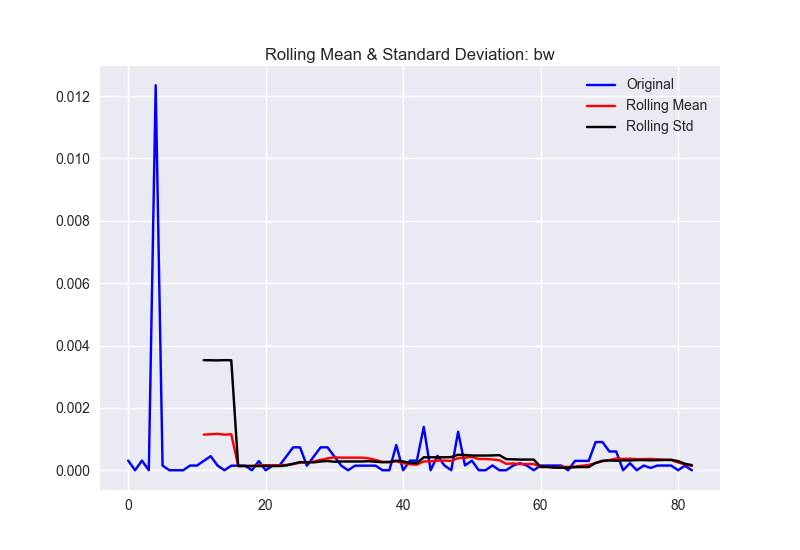 Rolling Mean & Standard Deviation: bw
Original
Rolling Mean
Rolling Std
0.012
0.010
0.008
0.006
0.004
0.002
0.000
0 20 40 60 80